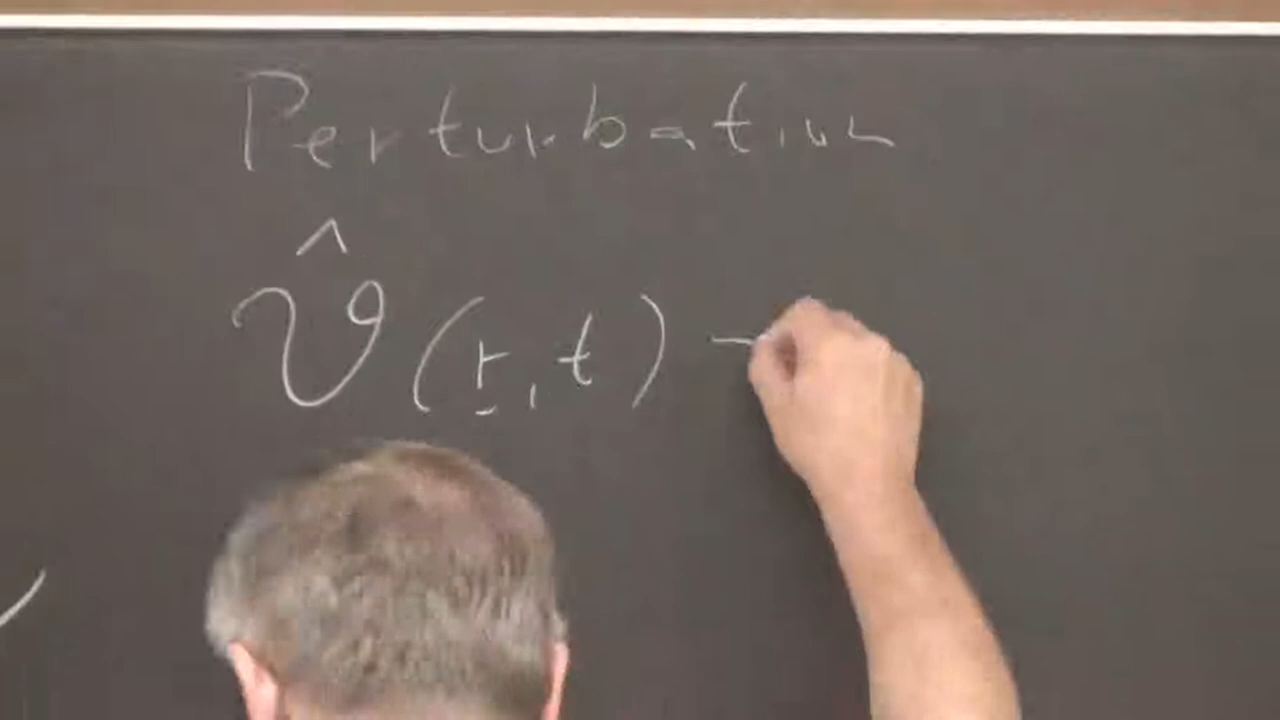 Perturbation
v̂(r̲, t) -